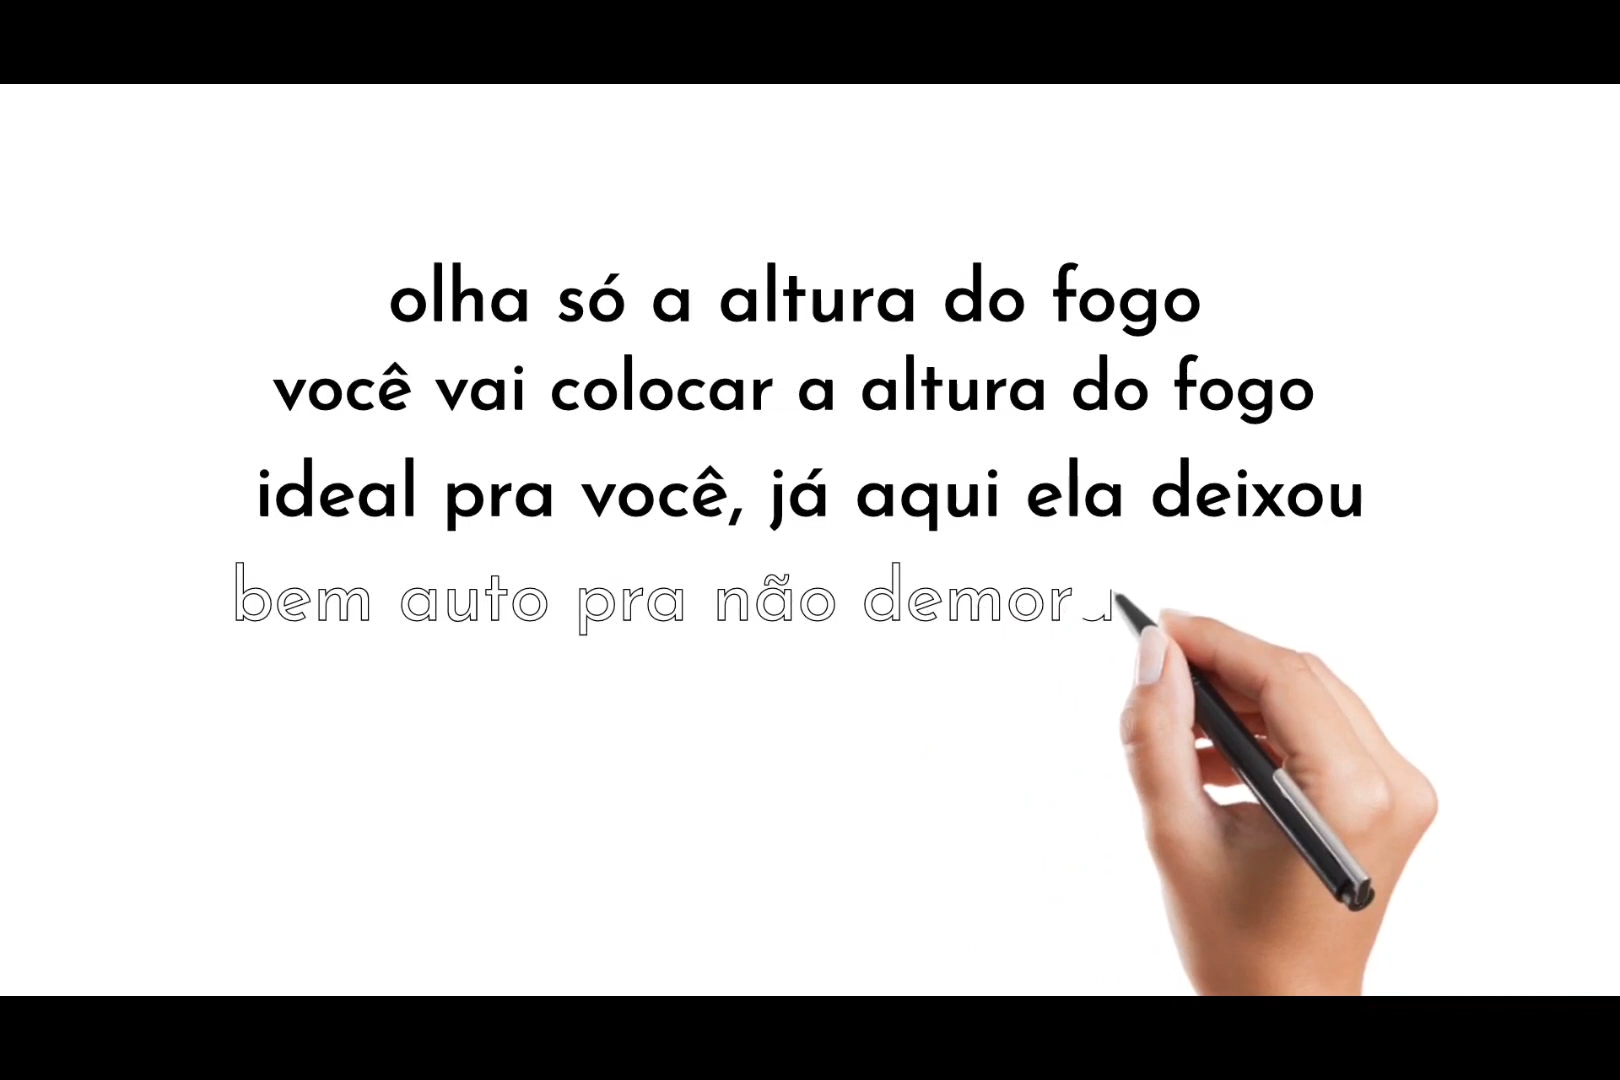 olha só a altura do fogo
você vai colocar a altura do fogo
ideal pra você, já aqui ela deixou
bem auto pra não demora